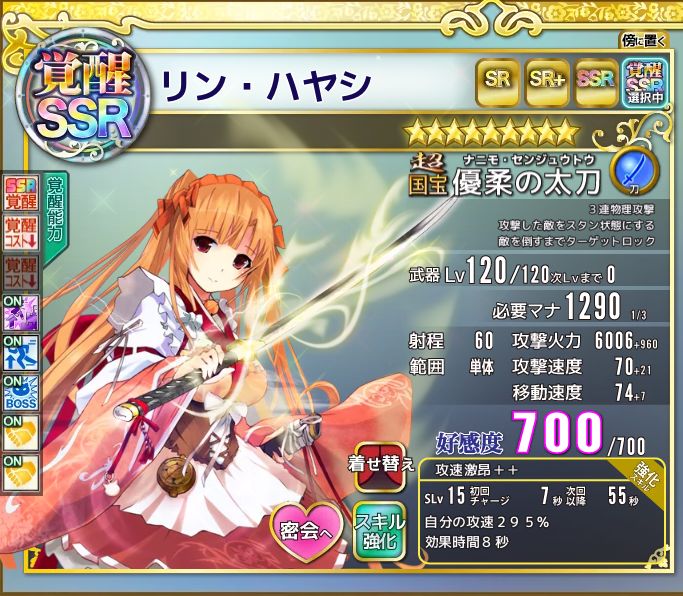 傍に置く
覚醒
SSR
リン・ハヤシ
SR
SR+
SSR
覚醒
SSR
選択中
SSR
覚醒
覚醒能力
覚醒
コスト↓
覚醒
コスト↓
ON
ON
ON
BOSS
ON
ON
超
国宝
ナニモ・センジュウトウ
優柔の太刀
刀
3連物理攻撃
攻撃した敵をスタン状態にする
敵を倒すまでターゲットロック
武器 Lv120/120 次Lvまで 0
必要マナ 1290 1/3
射程 60 攻撃火力 6006+960
範囲 単体 攻撃速度 70+21
移動速度 74+7
好感度 700/700
着せ替え
密会へ
スキル
強化
攻速激昂++
強化
スキル
SLv 15 初回チャージ 7秒 次回以降 55秒
自分の攻速295%
効果時間8秒